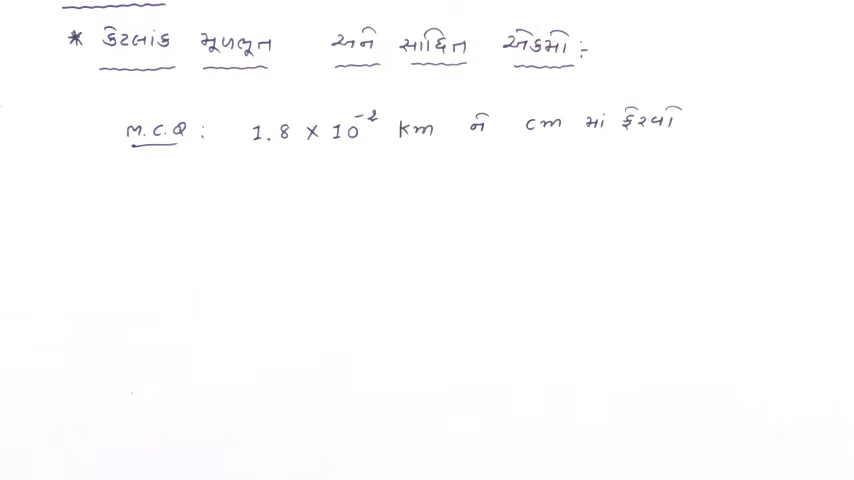 * કેટલાંક મૂળભૂત અને સાધિત એકમો :-
M.C.Q : 1.8 × 10⁻² km ને cm માં ફેરવો